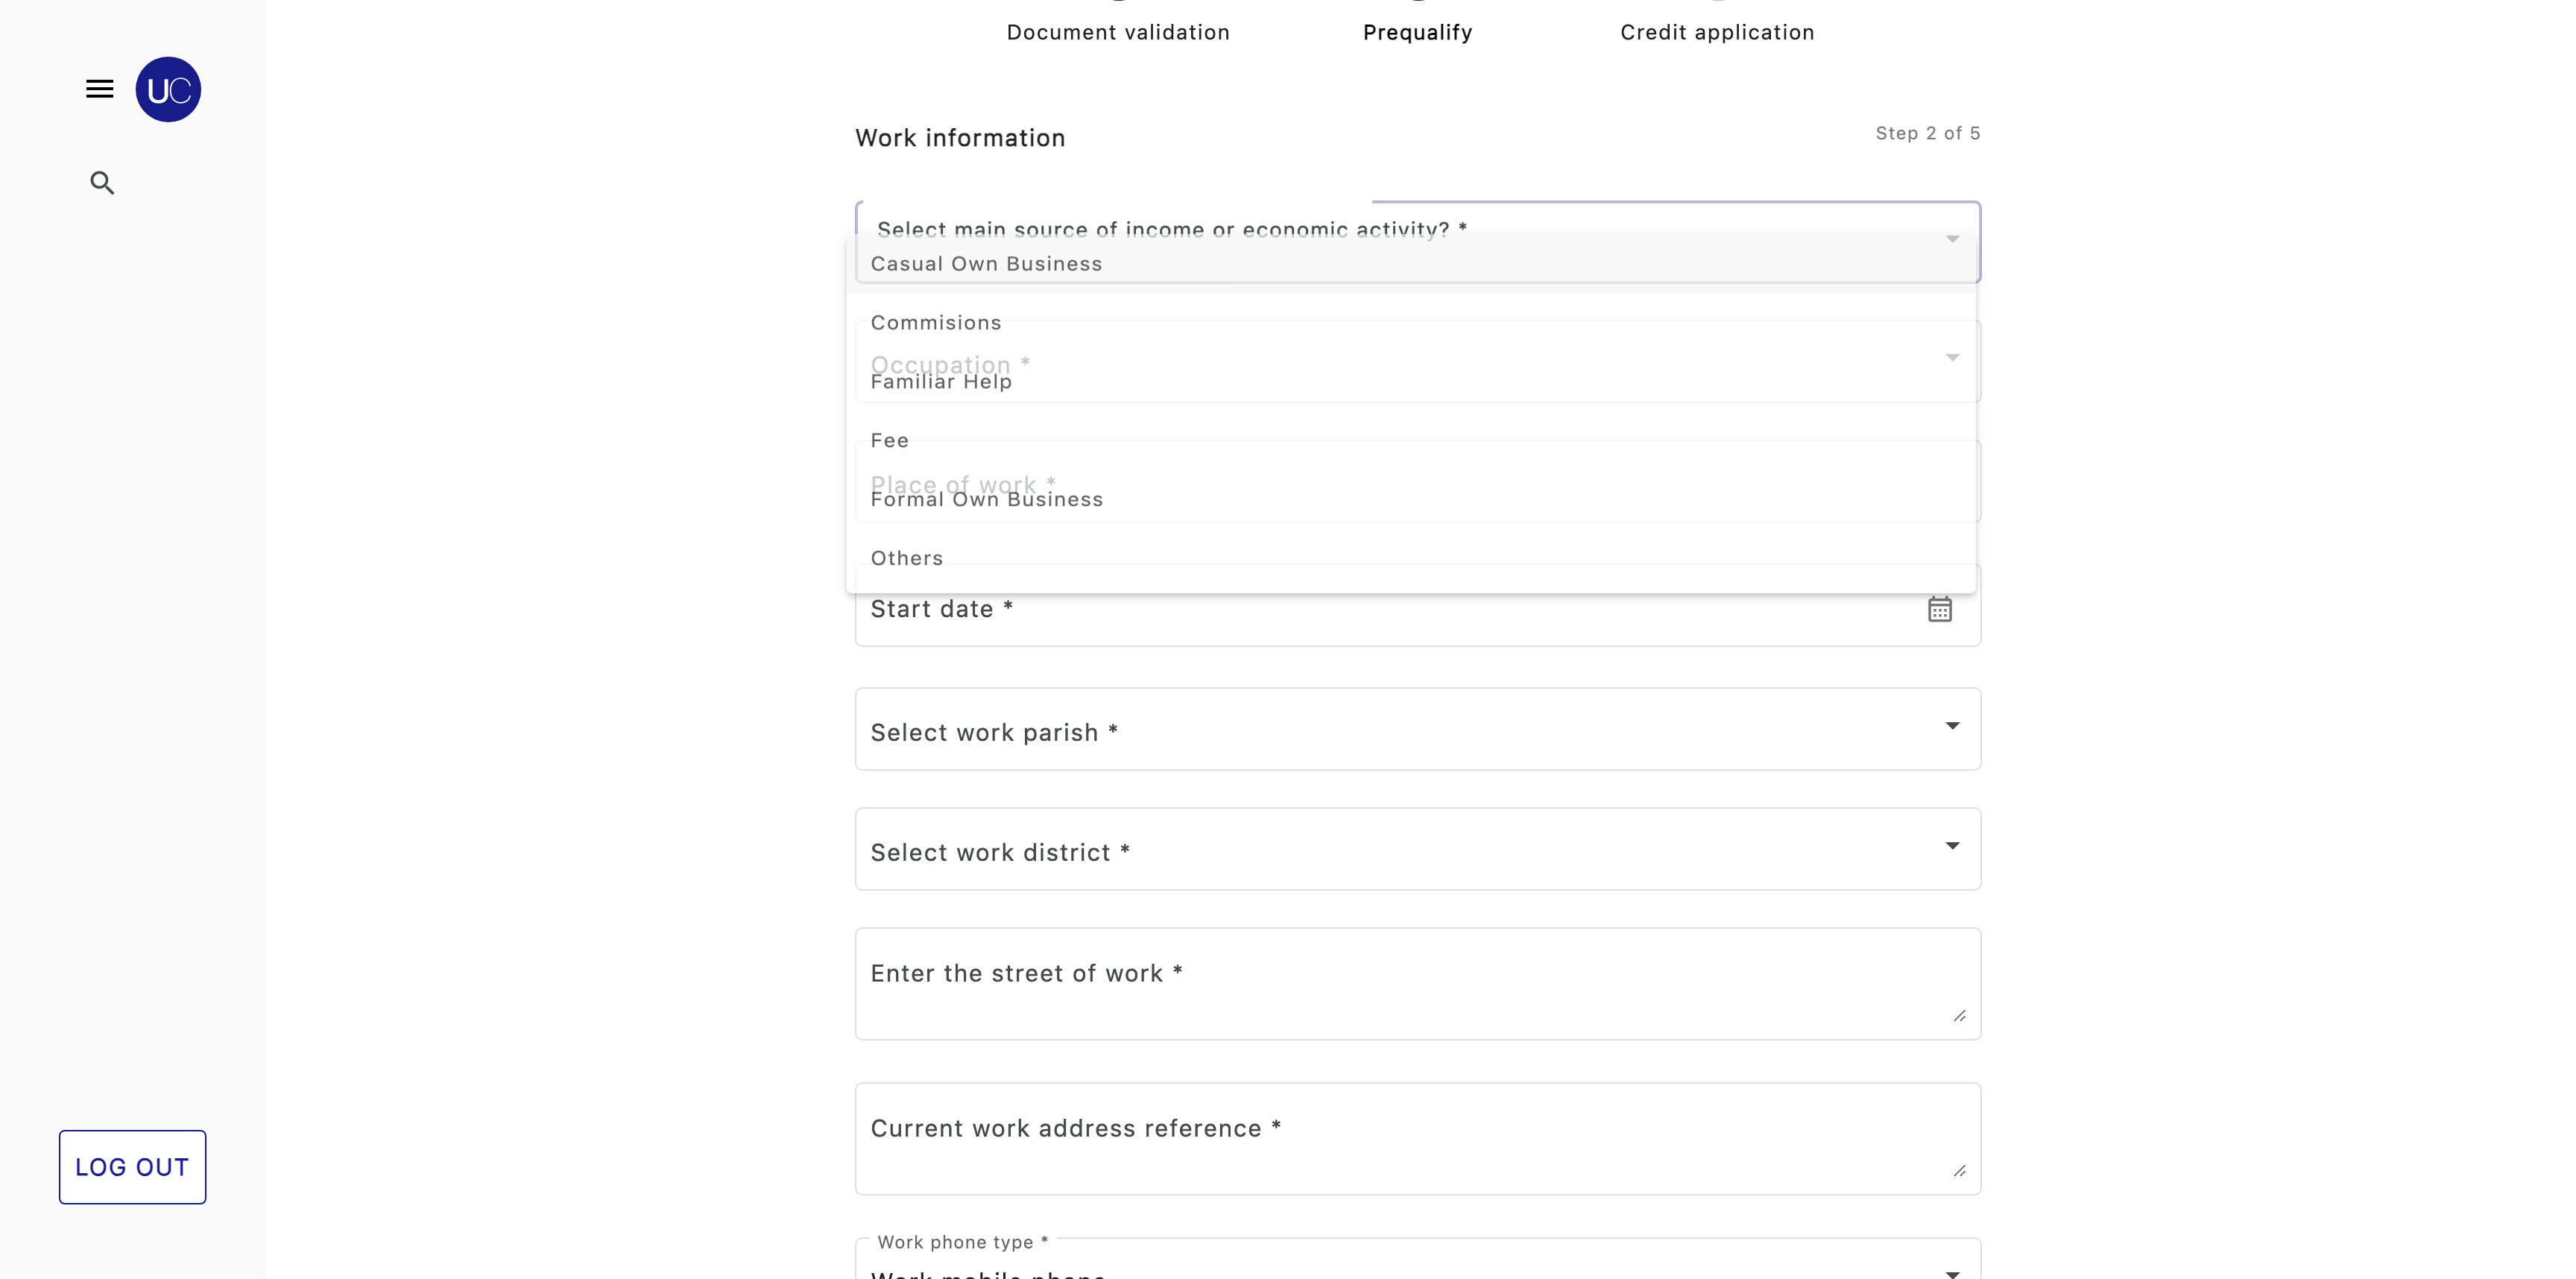 Document validation
Prequalify
Credit application
UC
Work information
Step 2 of 5
Select main source of income or economic activity? *
Casual Own Business
Commisions
Occupation *
Familiar Help
Fee
Place of work *
Formal Own Business
Others
Start date *
Select work parish *
Select work district *
Enter the street of work *
Current work address reference *
LOG OUT
Work phone type *
Work mobile phone